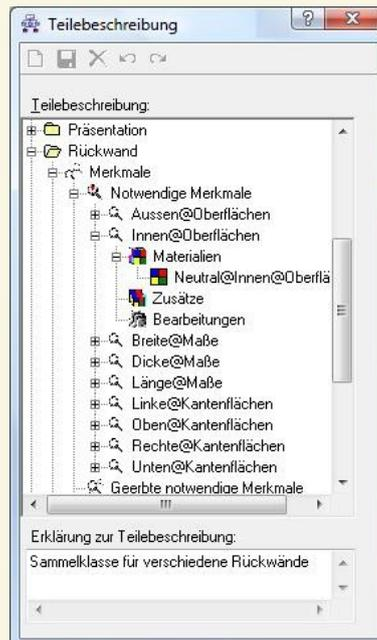 Teilebeschreibung
Teilebeschreibung:
Präsentation
Rückwand
Merkmale
Notwendige Merkmale
Aussen@Oberflächen
Innen@Oberflächen
Materialien
Neutral@Innen@Oberflä
Zusätze
Bearbeitungen
Breite@Maße
Dicke@Maße
Länge@Maße
Linke@Kantenflächen
Oben@Kantenflächen
Rechte@Kantenflächen
Unten@Kantenflächen
Geerbte notwendige Merkmale
Erklärung zur Teilebeschreibung:
Sammelklasse für verschiedene Rückwände